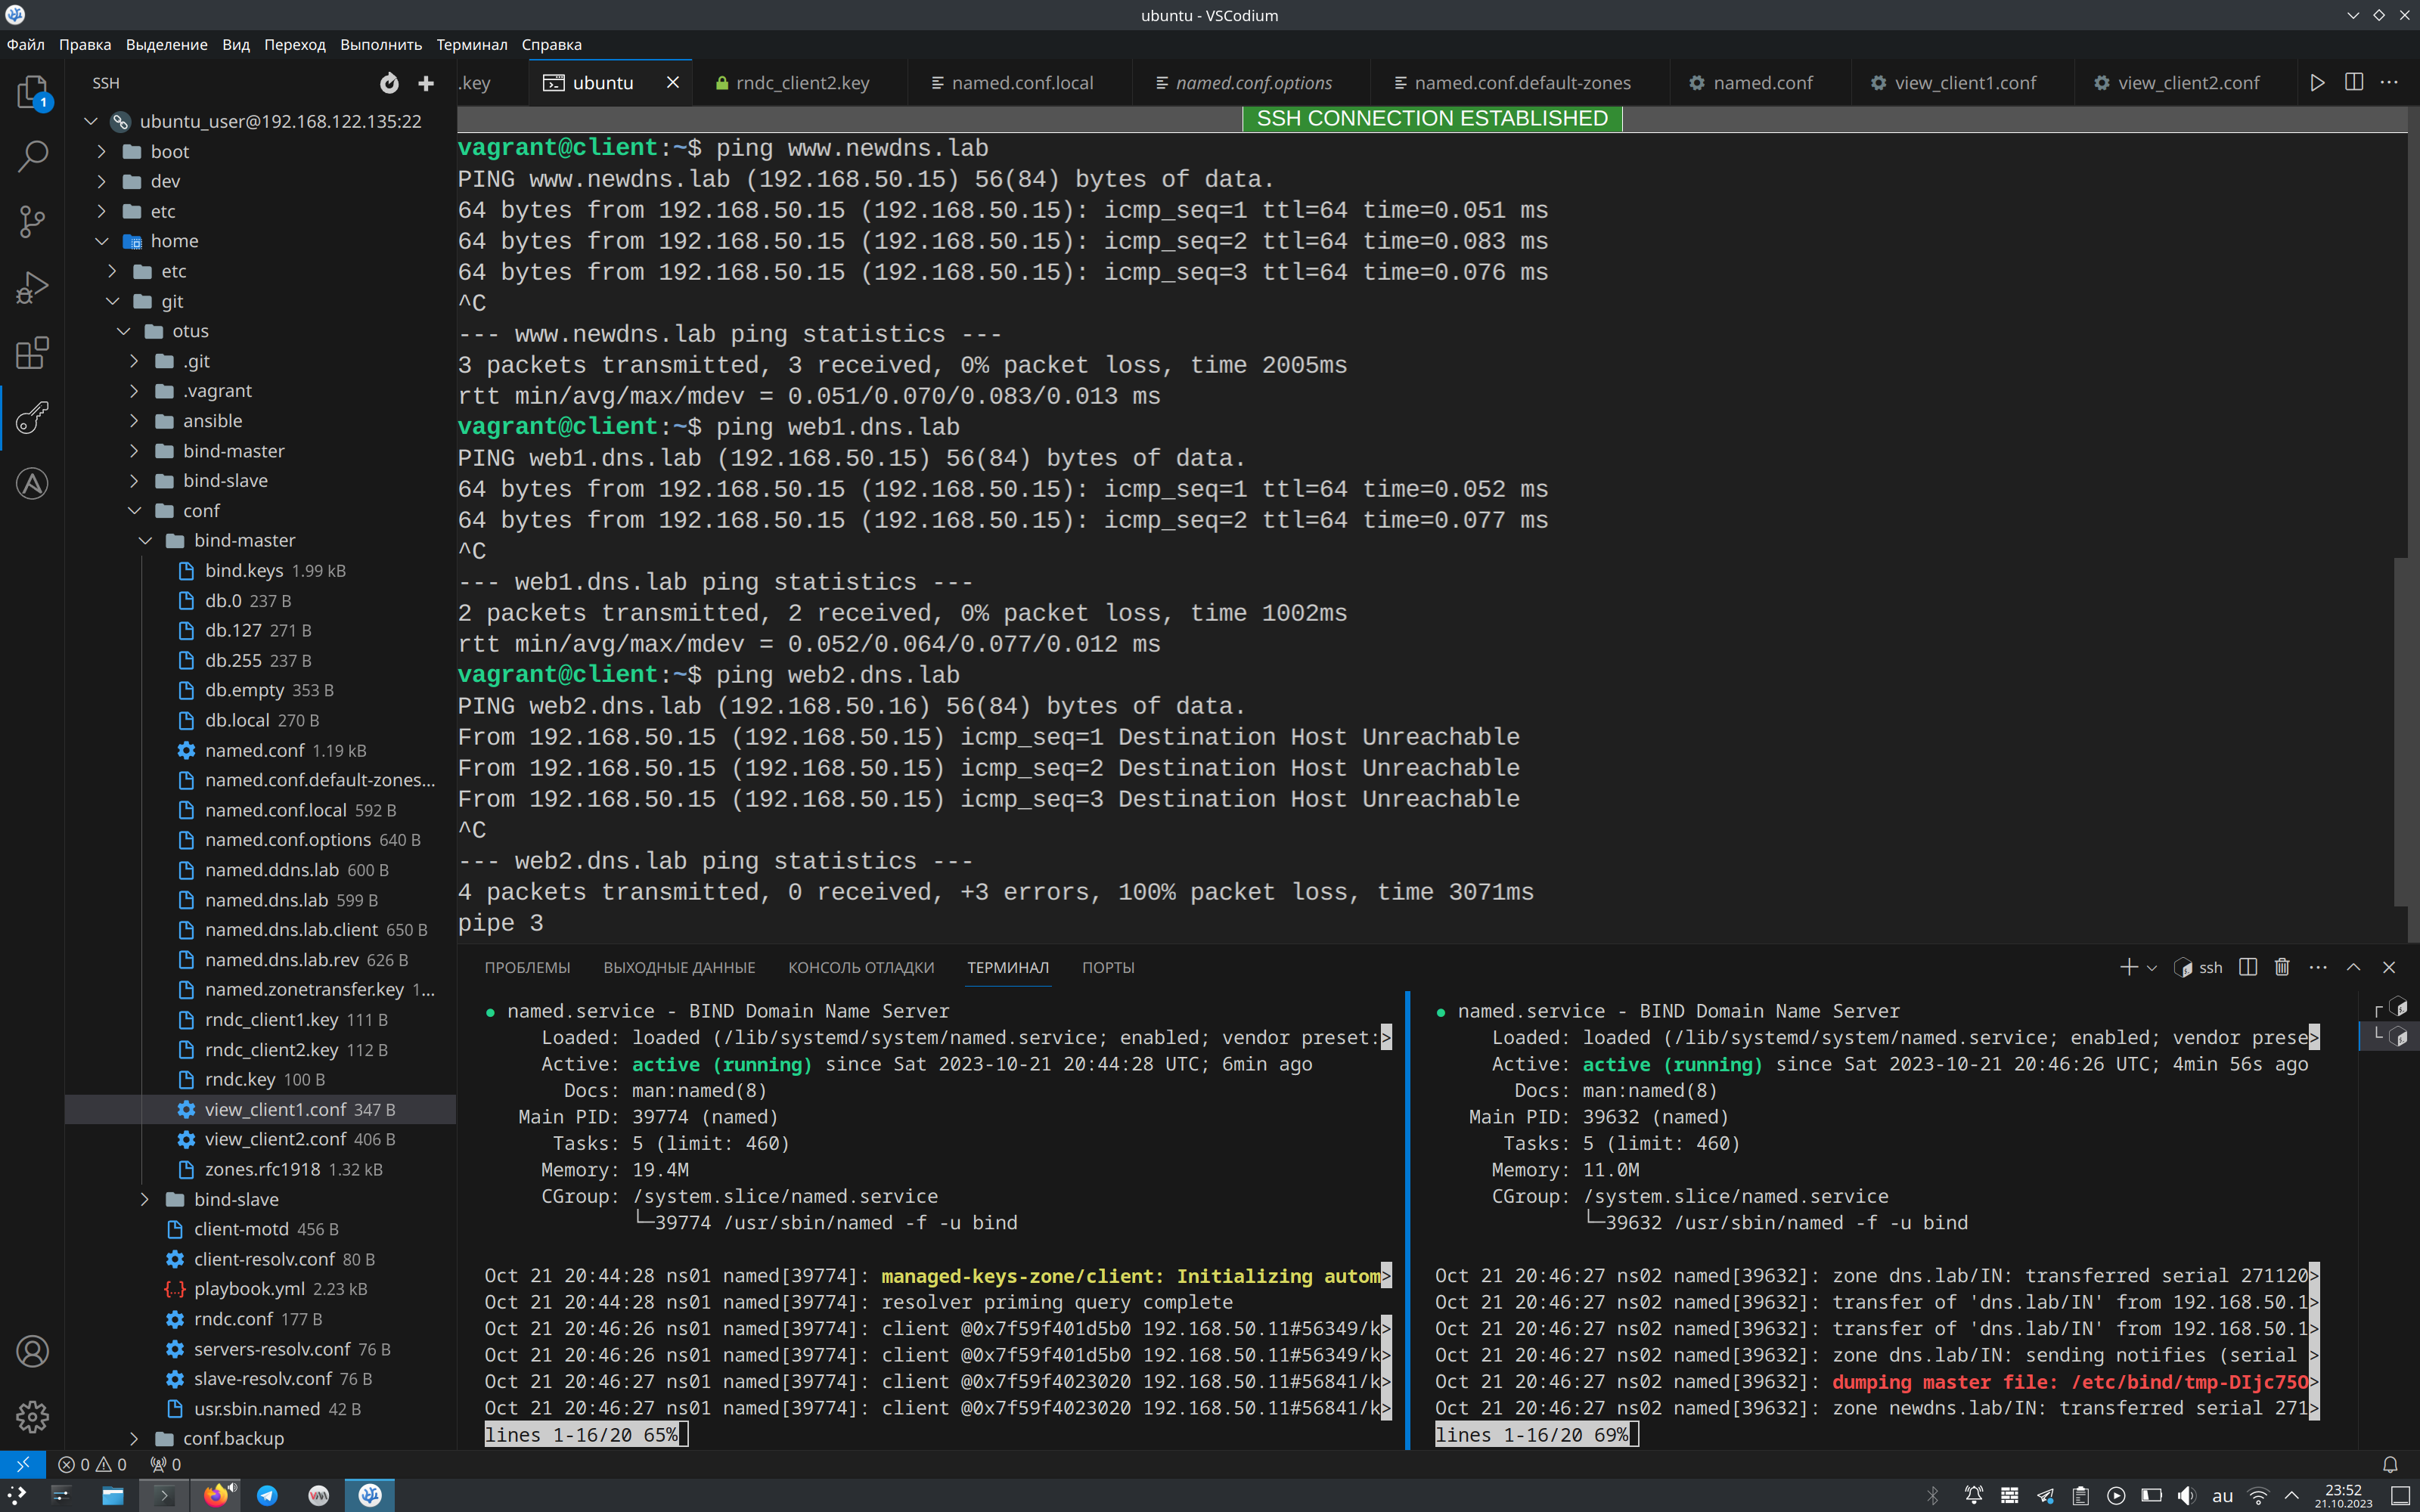 ubuntu - VSCodium
Файл Правка Выделение Вид Переход Выполнить Терминал Справка
SSH
.key ubuntu rndc_client2.key named.conf.local named.conf.options named.conf.default-zones named.conf view_client1.conf view_client2.conf
1
ubuntu_user@192.168.122.135:22
boot
dev
etc
home
etc
git
otus
.git
.vagrant
ansible
bind-master
bind-slave
conf
bind-master
bind.keys 1.99 kB
db.0 237 B
db.127 271 B
db.255 237 B
db.empty 353 B
db.local 270 B
named.conf 1.19 kB
named.conf.default-zones...
named.conf.local 592 B
named.conf.options 640 B
named.ddns.lab 600 B
named.dns.lab 599 B
named.dns.lab.client 650 B
named.dns.lab.rev 626 B
named.zonetransfer.key 1...
rndc_client1.key 111 B
rndc_client2.key 112 B
rndc.key 100 B
view_client1.conf 347 B
view_client2.conf 406 B
zones.rfc1918 1.32 kB
bind-slave
client-motd 456 B
client-resolv.conf 80 B
playbook.yml 2.23 kB
rndc.conf 177 B
servers-resolv.conf 76 B
slave-resolv.conf 76 B
usr.sbin.named 42 B
conf.backup
SSH CONNECTION ESTABLISHED
vagrant@client:~$ ping www.newdns.lab
PING www.newdns.lab (192.168.50.15) 56(84) bytes of data.
64 bytes from 192.168.50.15 (192.168.50.15): icmp_seq=1 ttl=64 time=0.051 ms
64 bytes from 192.168.50.15 (192.168.50.15): icmp_seq=2 ttl=64 time=0.083 ms
64 bytes from 192.168.50.15 (192.168.50.15): icmp_seq=3 ttl=64 time=0.076 ms
^C
--- www.newdns.lab ping statistics ---
3 packets transmitted, 3 received, 0% packet loss, time 2005ms
rtt min/avg/max/mdev = 0.051/0.070/0.083/0.013 ms
vagrant@client:~$ ping web1.dns.lab
PING web1.dns.lab (192.168.50.15) 56(84) bytes of data.
64 bytes from 192.168.50.15 (192.168.50.15): icmp_seq=1 ttl=64 time=0.052 ms
64 bytes from 192.168.50.15 (192.168.50.15): icmp_seq=2 ttl=64 time=0.077 ms
^C
--- web1.dns.lab ping statistics ---
2 packets transmitted, 2 received, 0% packet loss, time 1002ms
rtt min/avg/max/mdev = 0.052/0.064/0.077/0.012 ms
vagrant@client:~$ ping web2.dns.lab
PING web2.dns.lab (192.168.50.16) 56(84) bytes of data.
From 192.168.50.15 (192.168.50.15) icmp_seq=1 Destination Host Unreachable
From 192.168.50.15 (192.168.50.15) icmp_seq=2 Destination Host Unreachable
From 192.168.50.15 (192.168.50.15) icmp_seq=3 Destination Host Unreachable
^C
--- web2.dns.lab ping statistics ---
4 packets transmitted, 0 received, +3 errors, 100% packet loss, time 3071ms
pipe 3
ПРОБЛЕМЫ ВЫХОДНЫЕ ДАННЫЕ КОНСОЛЬ ОТЛАДКИ ТЕРМИНАЛ ПОРТЫ ssh
● named.service - BIND Domain Name Server
Loaded: loaded (/lib/systemd/system/named.service; enabled; vendor preset:>
Active: active (running) since Sat 2023-10-21 20:44:28 UTC; 6min ago
Docs: man:named(8)
Main PID: 39774 (named)
Tasks: 5 (limit: 460)
Memory: 19.4M
CGroup: /system.slice/named.service
└─39774 /usr/sbin/named -f -u bind
Oct 21 20:44:28 ns01 named[39774]: managed-keys-zone/client: Initializing autom>
Oct 21 20:44:28 ns01 named[39774]: resolver priming query complete
Oct 21 20:46:26 ns01 named[39774]: client @0x7f59f401d5b0 192.168.50.11#56349/k>
Oct 21 20:46:26 ns01 named[39774]: client @0x7f59f401d5b0 192.168.50.11#56349/k>
Oct 21 20:46:27 ns01 named[39774]: client @0x7f59f4023020 192.168.50.11#56841/k>
Oct 21 20:46:27 ns01 named[39774]: client @0x7f59f4023020 192.168.50.11#56841/k>
lines 1-16/20 65%
● named.service - BIND Domain Name Server
Loaded: loaded (/lib/systemd/system/named.service; enabled; vendor prese>
Active: active (running) since Sat 2023-10-21 20:46:26 UTC; 4min 56s ago
Docs: man:named(8)
Main PID: 39632 (named)
Tasks: 5 (limit: 460)
Memory: 11.0M
CGroup: /system.slice/named.service
└─39632 /usr/sbin/named -f -u bind
Oct 21 20:46:27 ns02 named[39632]: zone dns.lab/IN: transferred serial 271120>
Oct 21 20:46:27 ns02 named[39632]: transfer of 'dns.lab/IN' from 192.168.50.1>
Oct 21 20:46:27 ns02 named[39632]: transfer of 'dns.lab/IN' from 192.168.50.1>
Oct 21 20:46:27 ns02 named[39632]: zone dns.lab/IN: sending notifies (serial >
Oct 21 20:46:27 ns02 named[39632]: dumping master file: /etc/bind/tmp-DIjc75O>
Oct 21 20:46:27 ns02 named[39632]: zone newdns.lab/IN: transferred serial 271>
lines 1-16/20 69%
0 0 0
au 23:52
21.10.2023